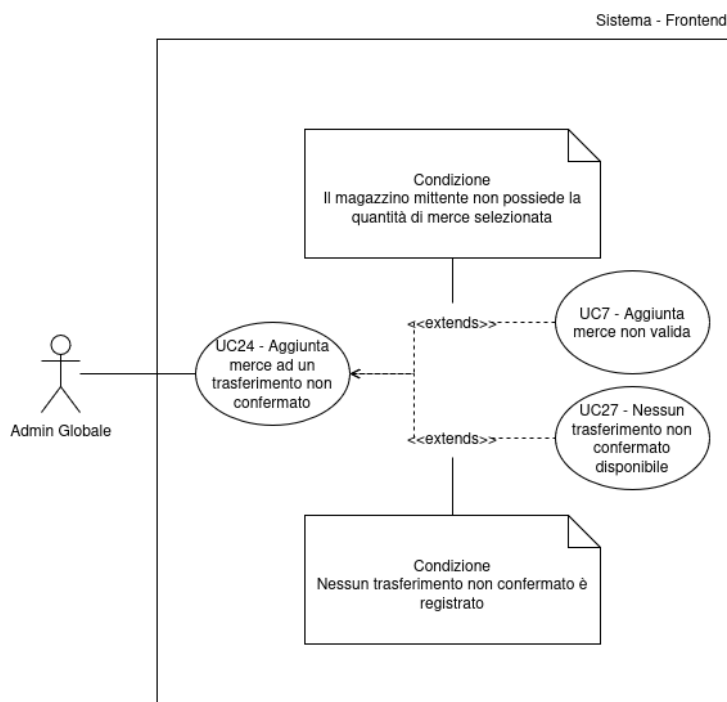 Sistema - Frontend
Condizione
Il magazzino mittente non possiede la
quantità di merce selezionata
<<extends>>
UC7 - Aggiunta
merce non valida
UC24 - Aggiunta
merce ad un
trasferimento non
confermato
Admin Globale
<<extends>>
UC27 - Nessun
trasferimento non
confermato
disponibile
Condizione
Nessun trasferimento non confermato è
registrato